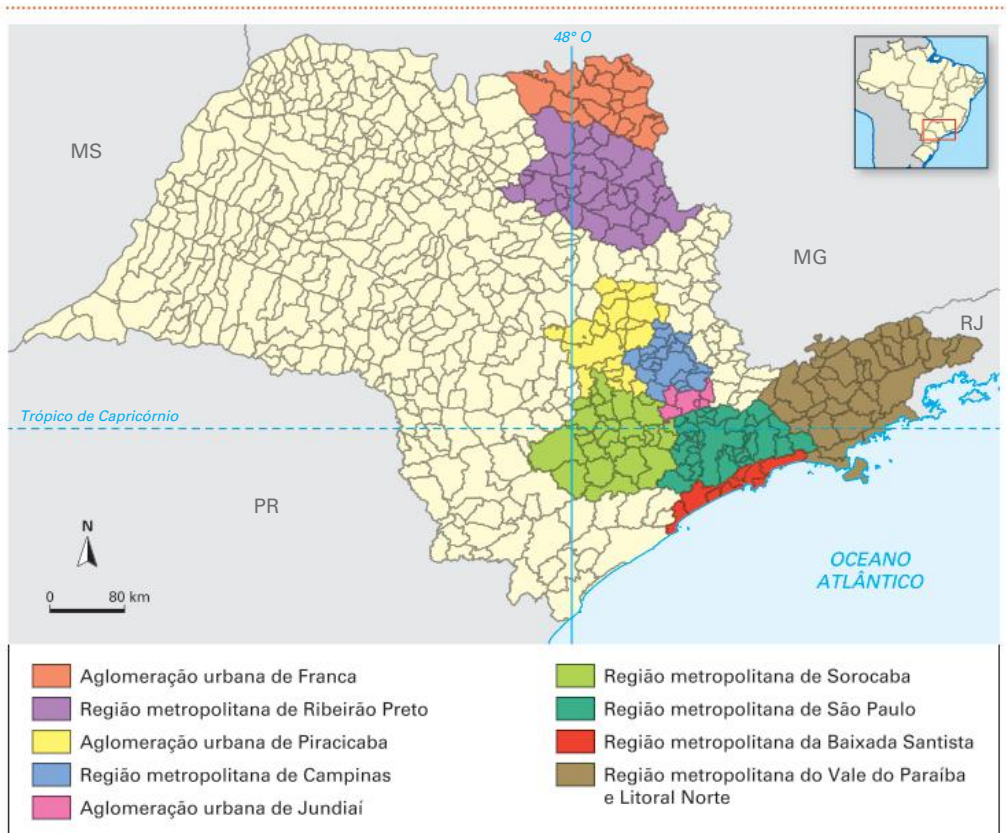 48° O
MS
MG
RJ
Trópico de Capricórnio
PR
N
0 80 km
OCEANO
ATLÂNTICO
Aglomeração urbana de Franca
Região metropolitana de Ribeirão Preto
Aglomeração urbana de Piracicaba
Região metropolitana de Campinas
Aglomeração urbana de Jundiaí
Região metropolitana de Sorocaba
Região metropolitana de São Paulo
Região metropolitana da Baixada Santista
Região metropolitana do Vale do Paraíba
e Litoral Norte